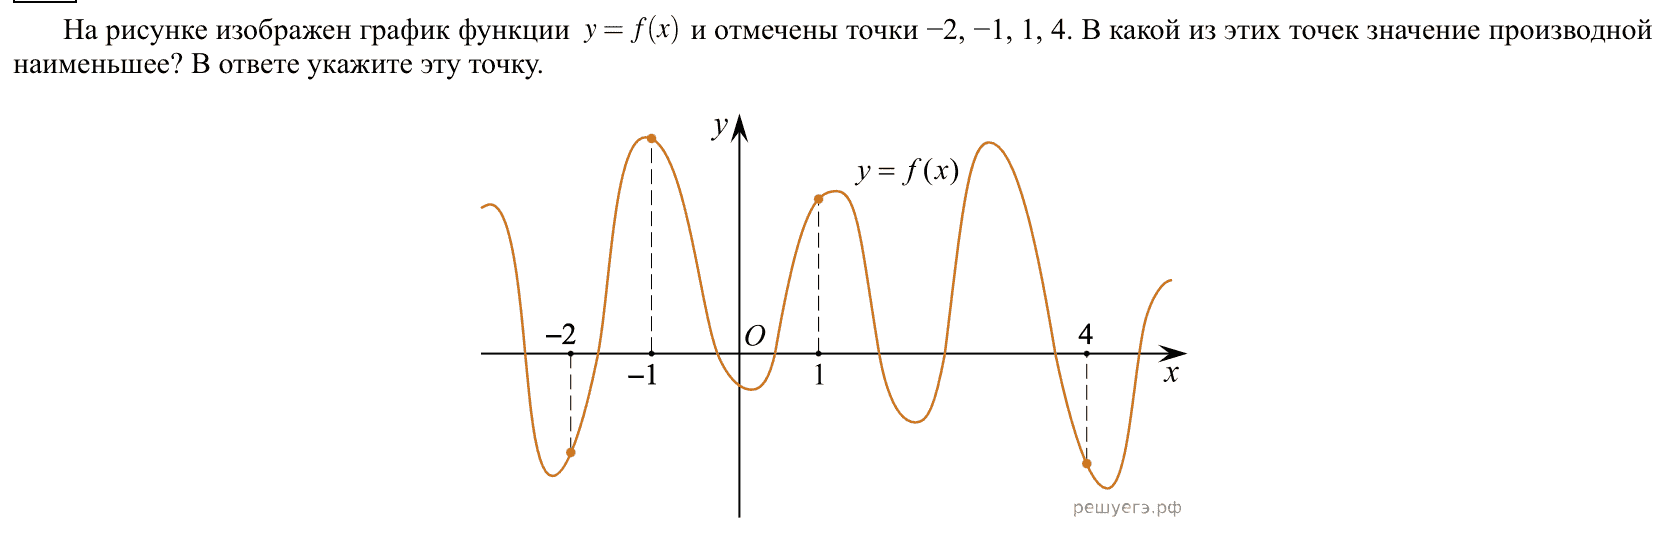 На рисунке изображен график функции y = f(x) и отмечены точки −2, −1, 1, 4. В какой из этих точек значение производной
наименьшее? В ответе укажите эту точку.
y
y = f(x)
−2
O
4
−1
1
x
решуегэ.рф